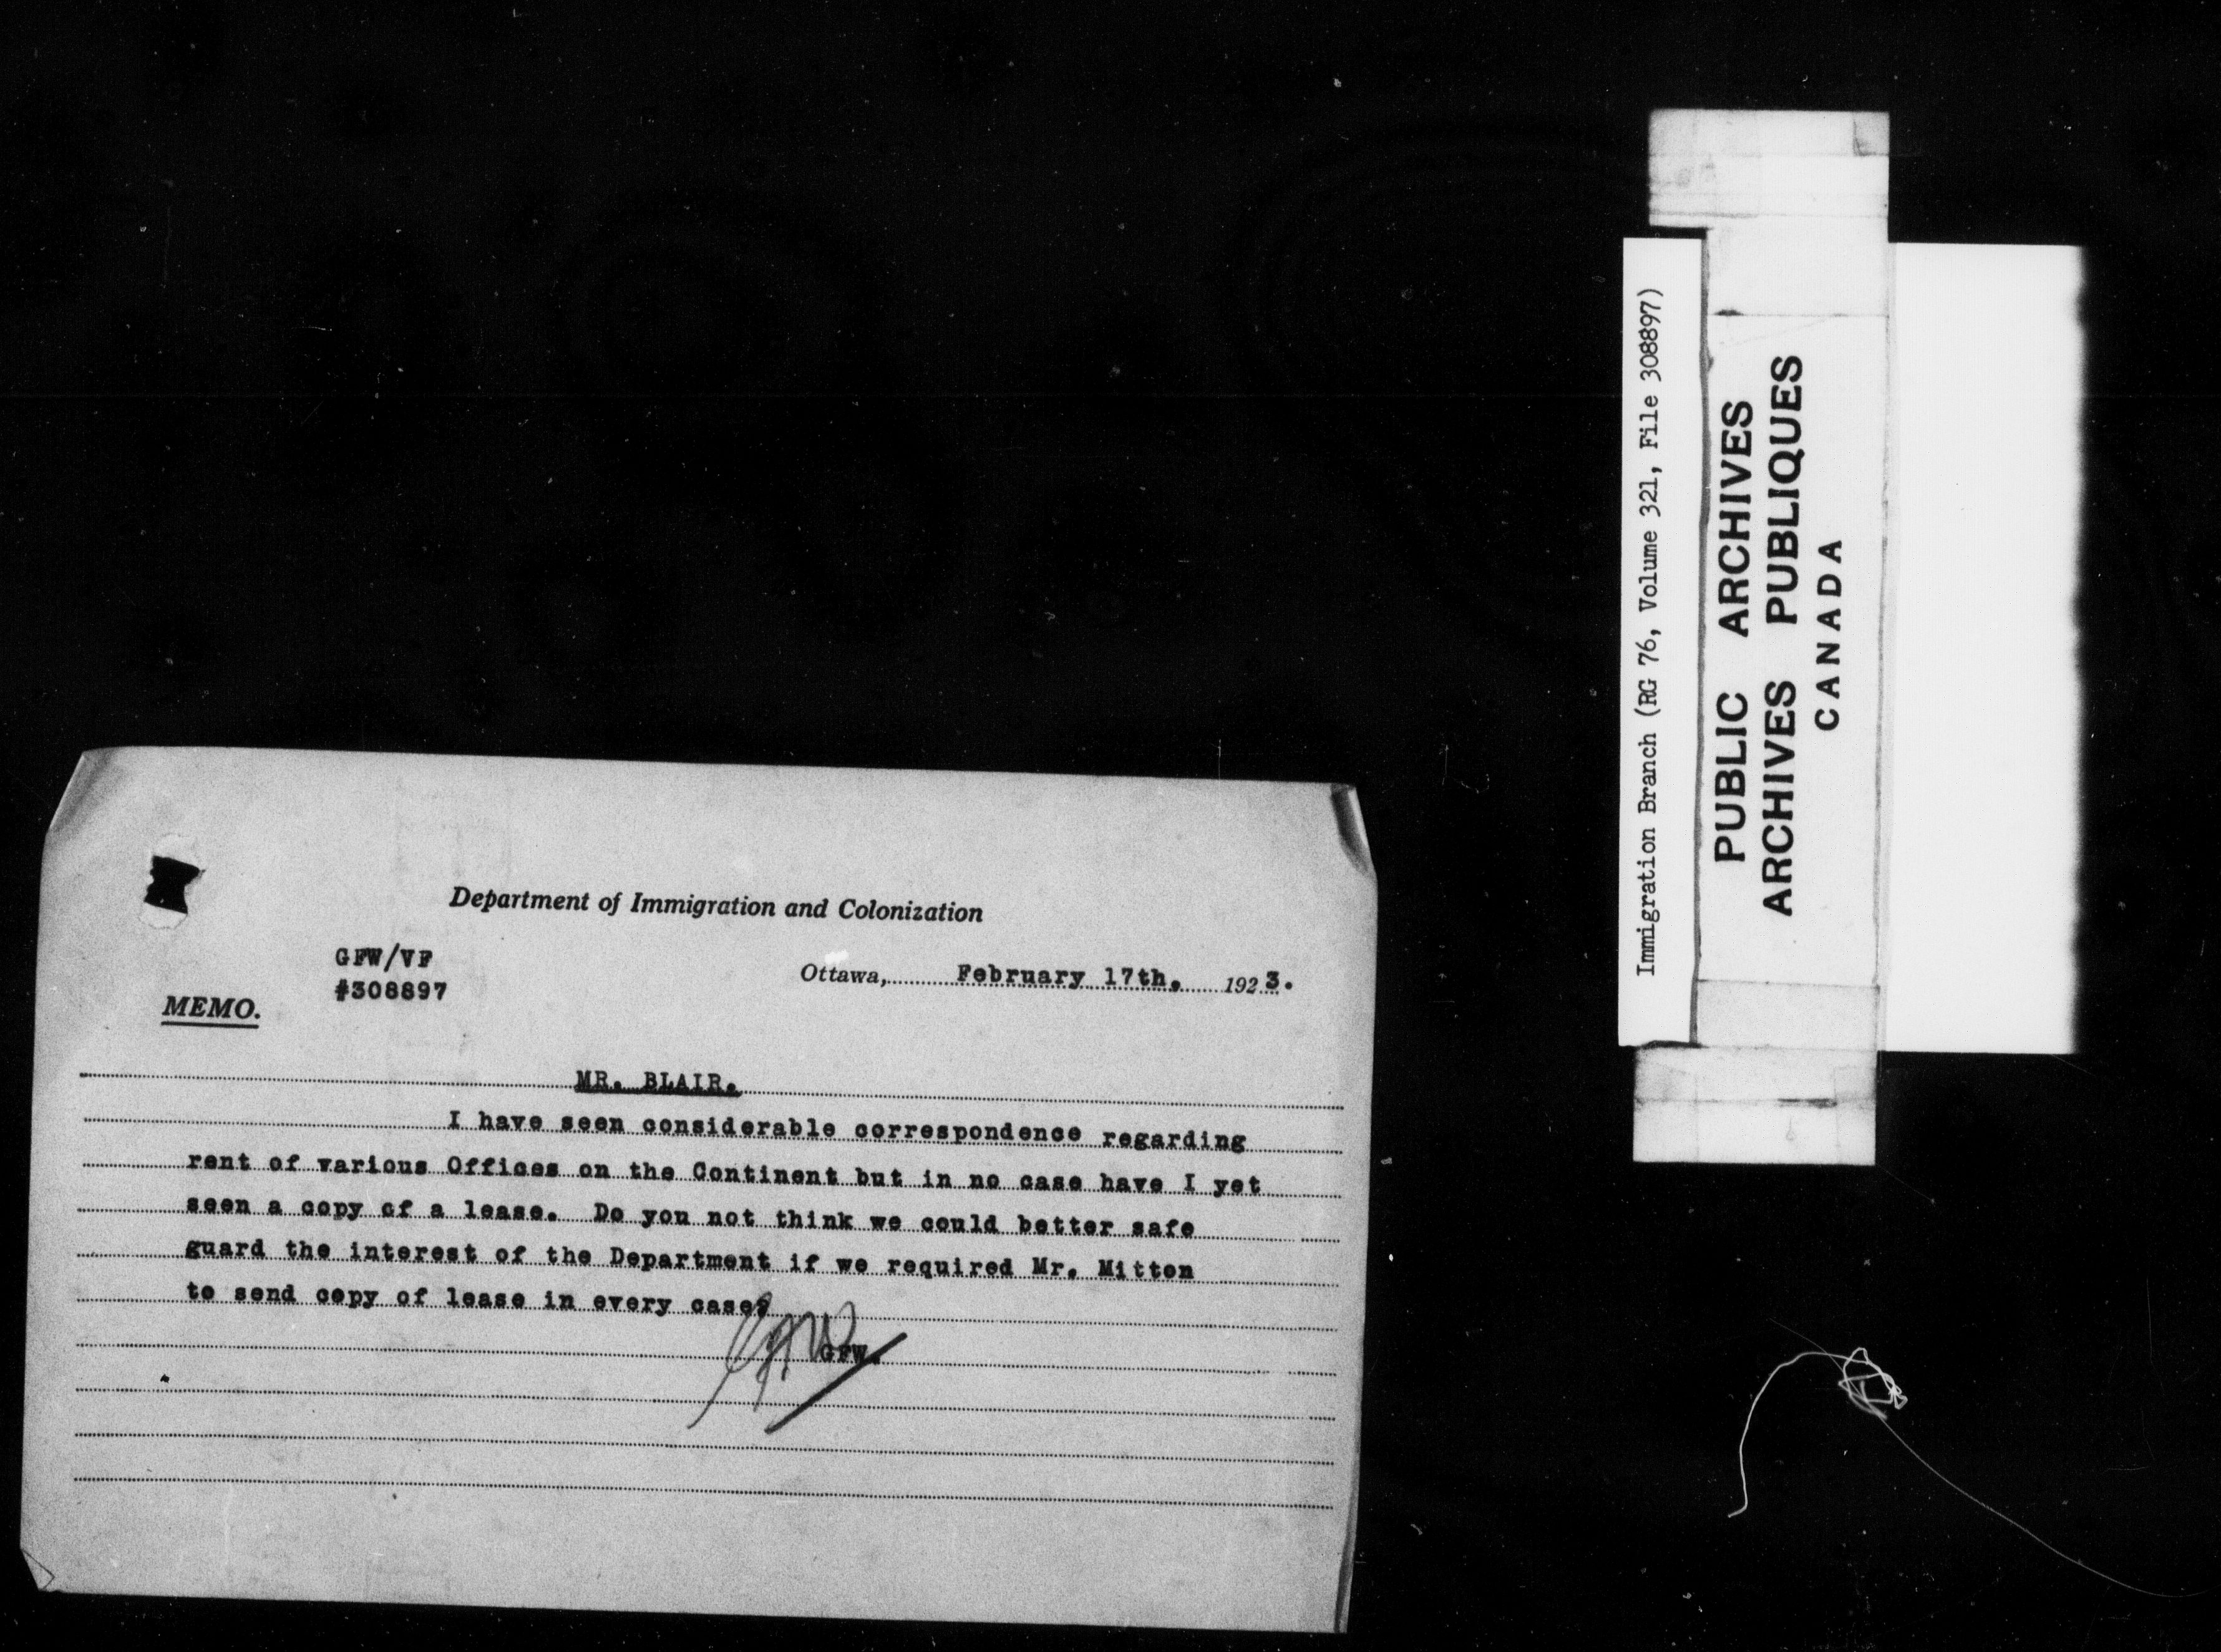 Department of Immigration and Colonization
GFW/VF
#308897
Ottawa, February 17th. 1923.
MEMO.
MR. BLAIR.
I have seen considerable correspondence regarding
rent of various Offices on the Continent but in no case have I yet
seen a copy of a lease. Do you not think we could better safe
guard the interest of the Department if we required Mr. Mitton
to send copy of lease in every case?
GFW
GFW.
Immigration Branch (RG 76, Volume 321, File 308897)
PUBLIC ARCHIVES
ARCHIVES PUBLIQUES
CANADA